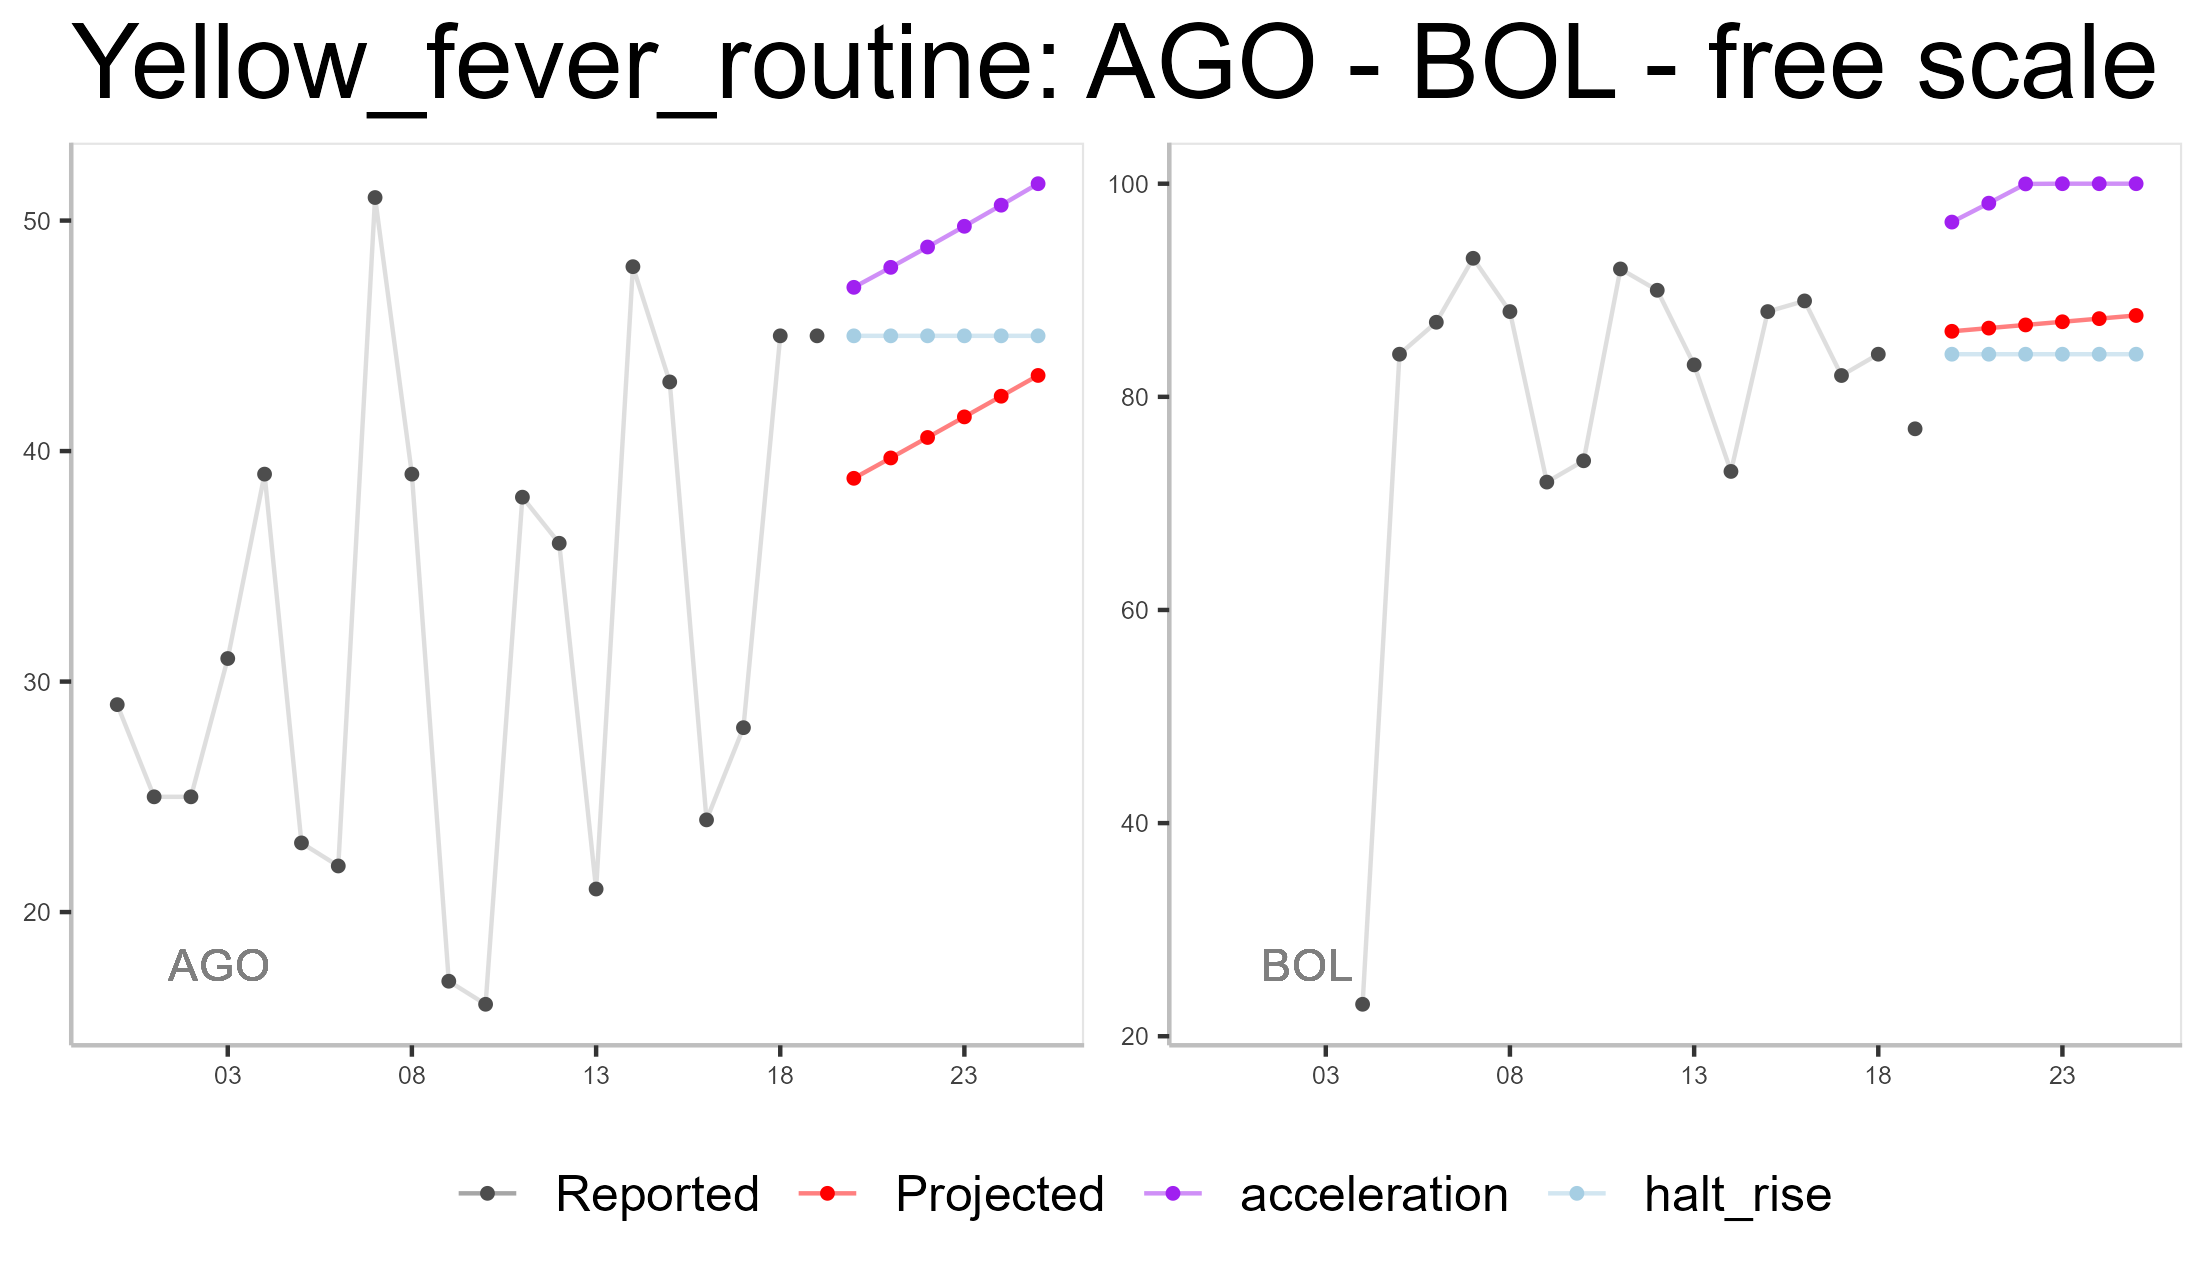 Yellow_fever_routine: AGO - BOL - free scale
50
40
30
20
AGO
03 08 13 18 23
100
80
60
40
20
BOL
03 08 13 18 23
Reported Projected acceleration halt_rise